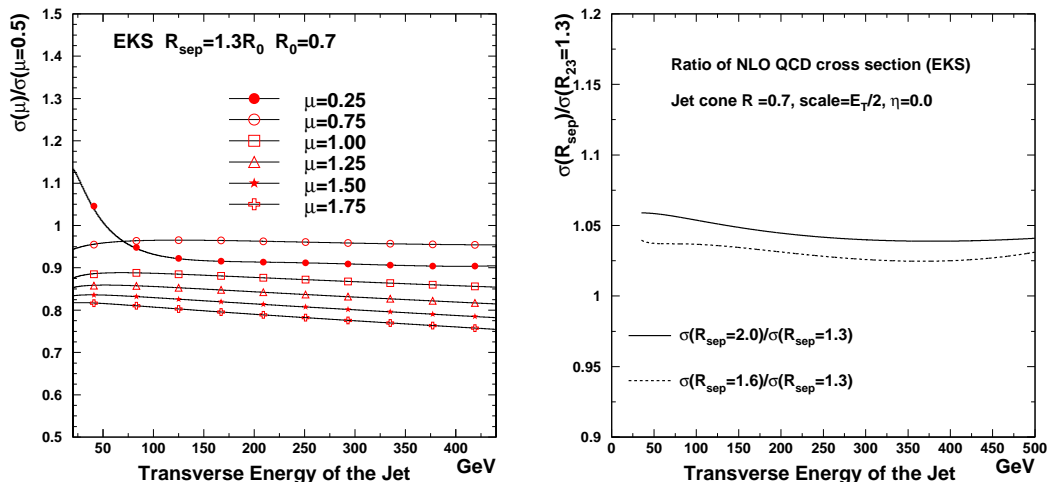 σ(μ)/σ(μ=0.5)
1.5
1.4
1.3
1.2
1.1
1
0.9
0.8
0.7
0.6
0.5
EKS R_sep=1.3R_0 R_0=0.7
μ=0.25
μ=0.75
μ=1.00
μ=1.25
μ=1.50
μ=1.75
50 100 150 200 250 300 350 400
GeV
Transverse Energy of the Jet
σ(R_sep)/σ(R_23=1.3)
1.2
1.15
1.1
1.05
1
0.95
0.9
Ratio of NLO QCD cross section (EKS)
Jet cone R =0.7, scale=E_T/2, η=0.0
σ(R_sep=2.0)/σ(R_sep=1.3)
σ(R_sep=1.6)/σ(R_sep=1.3)
0 50 100 150 200 250 300 350 400 450 500
GeV
Transverse Energy of the Jet